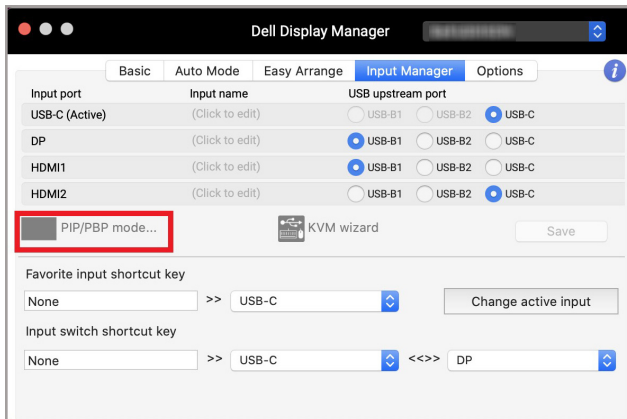 Dell Display Manager
Basic Auto Mode Easy Arrange Input Manager Options i
Input port Input name USB upstream port
USB-C (Active) (Click to edit) USB-B1 USB-B2 USB-C
DP (Click to edit) USB-B1 USB-B2 USB-C
HDMI1 (Click to edit) USB-B1 USB-B2 USB-C
HDMI2 (Click to edit) USB-B1 USB-B2 USB-C
PIP/PBP mode... KVM wizard Save
Favorite input shortcut key
None >> USB-C Change active input
Input switch shortcut key
None >> USB-C <<>> DP